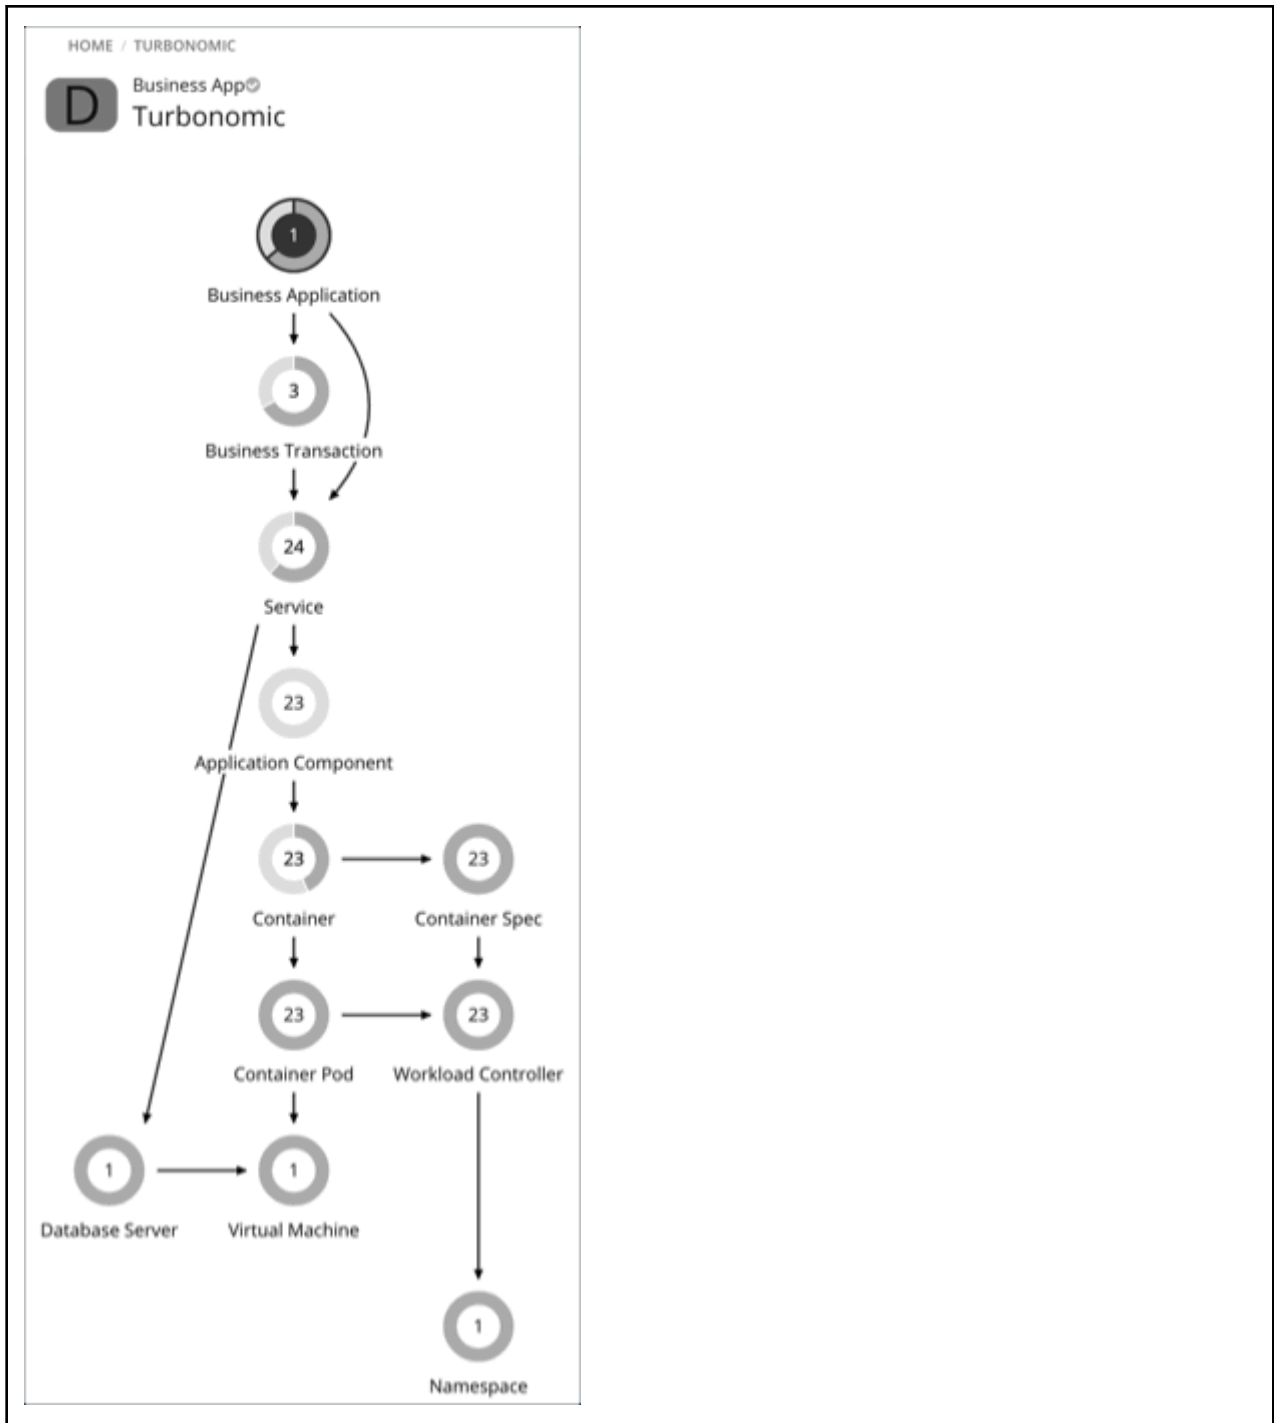 HOME / TURBONOMIC
D
Business App
Turbonomic
1
Business Application
3
Business Transaction
24
Service
23
Application Component
23 23
Container Container Spec
23 23
Container Pod Workload Controller
1 1
Database Server Virtual Machine
1
Namespace